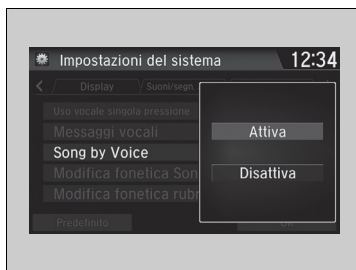 Impostazioni del sistema 12:34
Display Suoni/segn.
Uso vocale singola pressione
Messaggi vocali
Song by Voice
Modifica fonetica Son
Modifica fonetica rubr
Predefinito
Attiva
Disattiva